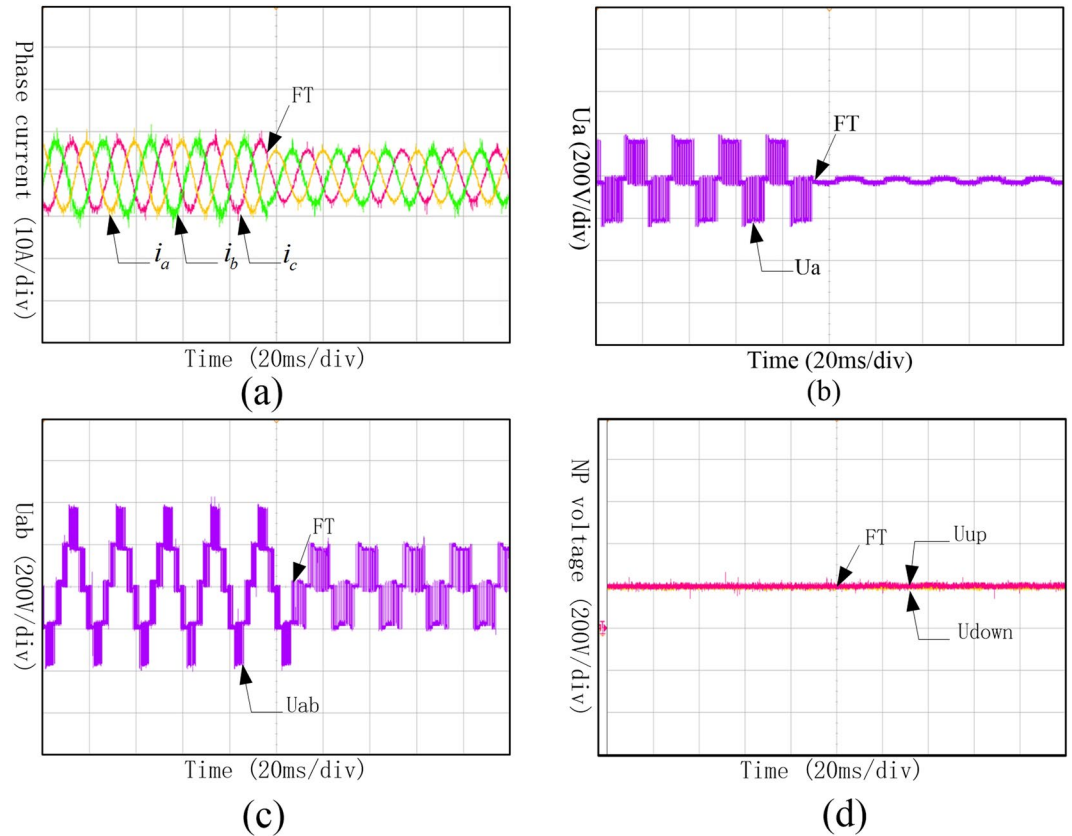 Phase current (10A/div)
FT
i_a
i_b
i_c
Time (20ms/div)
(a)
Ua (200V/div)
FT
Ua
Time (20ms/div)
(b)
Uab (200V/div)
FT
Uab
Time (20ms/div)
(c)
NP voltage (200V/div)
FT
Uup
Udown
Time (20ms/div)
(d)